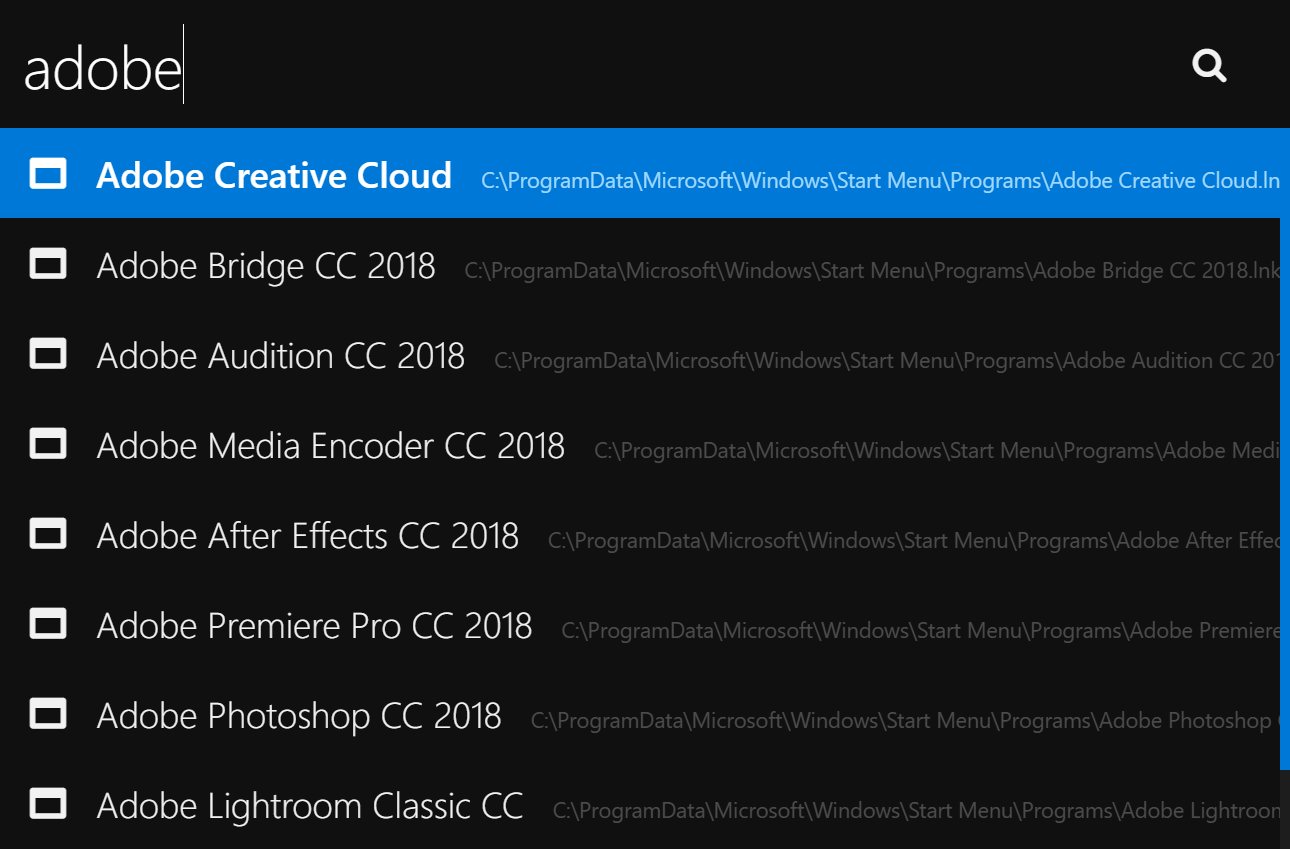 adobe
Adobe Creative Cloud C:\ProgramData\Microsoft\Windows\Start Menu\Programs\Adobe Creative Cloud.ln
Adobe Bridge CC 2018 C:\ProgramData\Microsoft\Windows\Start Menu\Programs\Adobe Bridge CC 2018.lnk
Adobe Audition CC 2018 C:\ProgramData\Microsoft\Windows\Start Menu\Programs\Adobe Audition CC 201
Adobe Media Encoder CC 2018 C:\ProgramData\Microsoft\Windows\Start Menu\Programs\Adobe Medi
Adobe After Effects CC 2018 C:\ProgramData\Microsoft\Windows\Start Menu\Programs\Adobe After Effec
Adobe Premiere Pro CC 2018 C:\ProgramData\Microsoft\Windows\Start Menu\Programs\Adobe Premiere
Adobe Photoshop CC 2018 C:\ProgramData\Microsoft\Windows\Start Menu\Programs\Adobe Photoshop C
Adobe Lightroom Classic CC C:\ProgramData\Microsoft\Windows\Start Menu\Programs\Adobe Lightroom